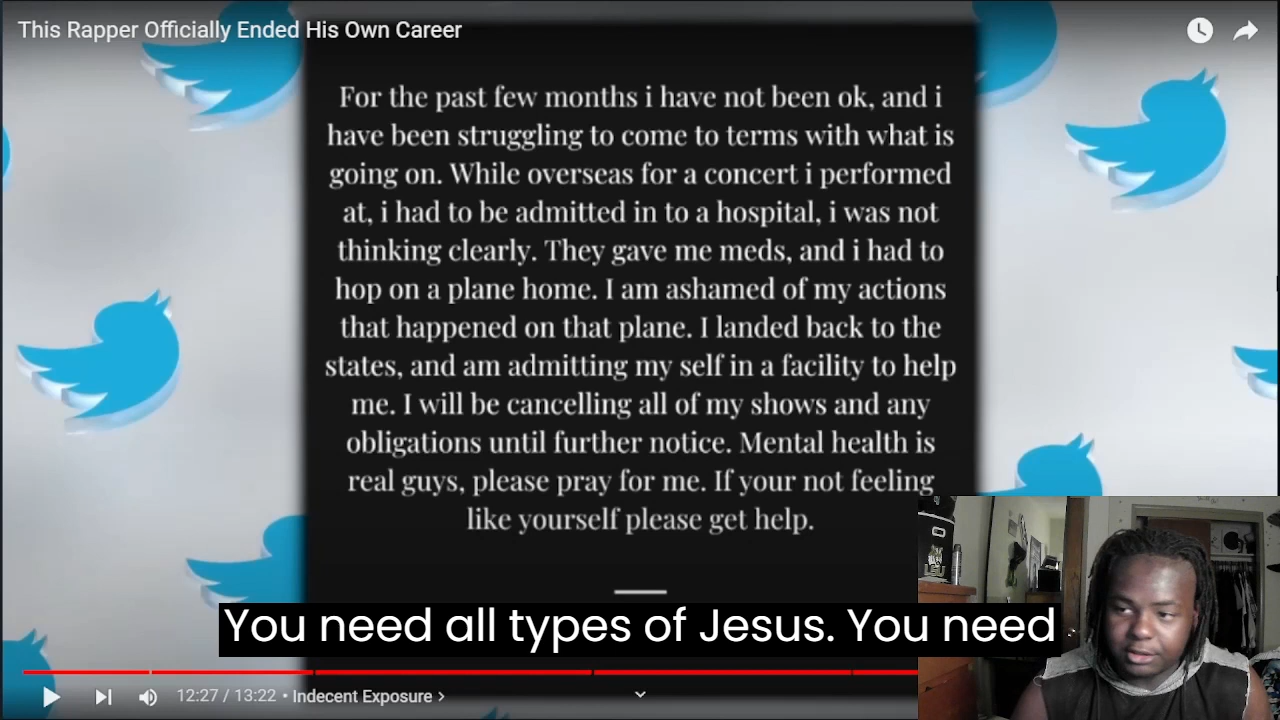 This Rapper Officially Ended His Own Career
For the past few months i have not been ok, and i
have been struggling to come to terms with what is
going on. While overseas for a concert i performed
at, i had to be admitted in to a hospital, i was not
thinking clearly. They gave me meds, and i had to
hop on a plane home. I am ashamed of my actions
that happened on that plane. I landed back to the
states, and am admitting my self in a facility to help
me. I will be cancelling all of my shows and any
obligations until further notice. Mental health is
real guys, please pray for me. If your not feeling
like yourself please get help.
You need all types of Jesus. You need
12:27 / 13:22 • Indecent Exposure ›